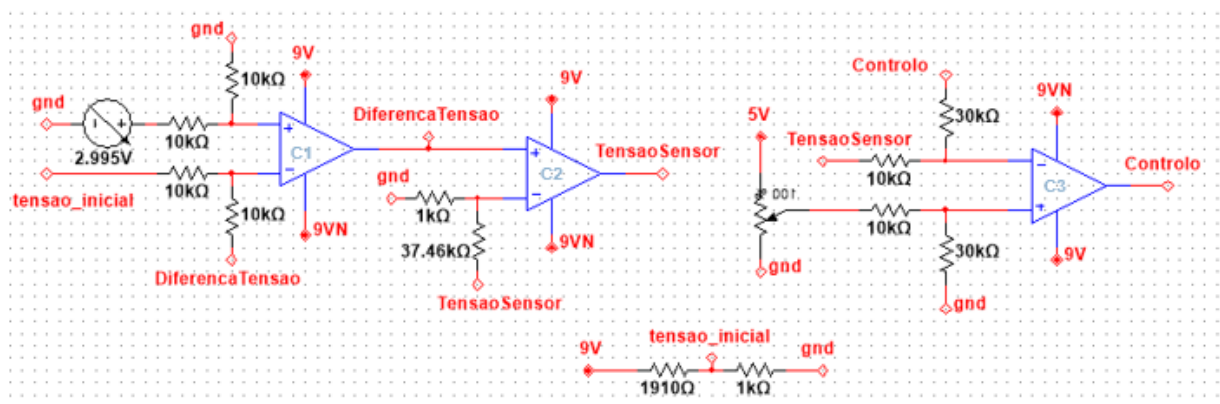 gnd
9V
10kΩ
gnd
2.995V
10kΩ
C1
tensao_inicial
10kΩ
10kΩ
9VN
DiferencaTensao
DiferencaTensao
9V
C2
TensaoSensor
gnd
1kΩ
37.46kΩ
9VN
TensaoSensor
Controlo
9VN
30kΩ
5V
TensaoSensor
10kΩ
C3
Controlo
10kΩ
30kΩ
gnd
9V
gnd
tensao_inicial
9V
gnd
1910Ω
1kΩ